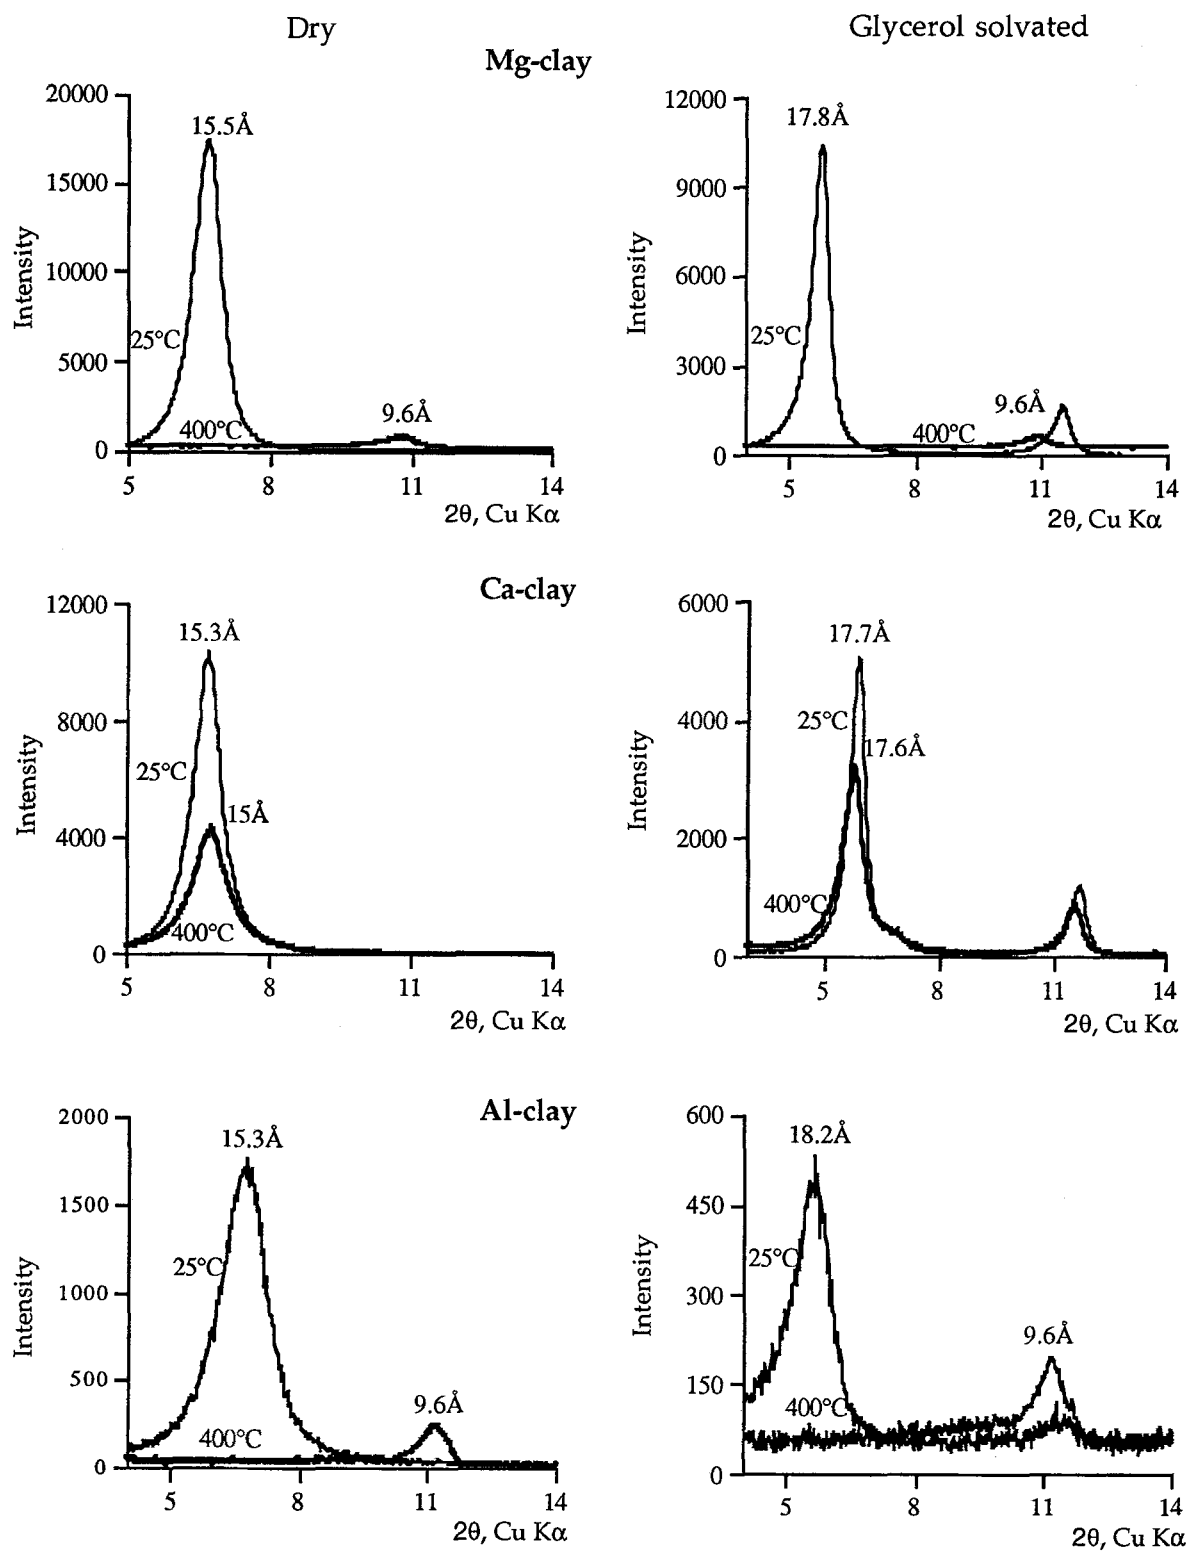 Dry
Glycerol solvated
Mg-clay
20000
15000
10000
5000
0
Intensity
15.5Å
25°C
400°C
9.6Å
5 8 11 14
2θ, Cu Kα
12000
9000
6000
3000
0
Intensity
17.8Å
25°C
400°C
9.6Å
5 8 11 14
2θ, Cu Kα
Ca-clay
12000
8000
4000
0
Intensity
15.3Å
25°C
15Å
400°C
5 8 11 14
2θ, Cu Kα
6000
4000
2000
0
Intensity
17.7Å
25°C
17.6Å
400°C
5 8 11 14
2θ, Cu Kα
Al-clay
2000
1500
1000
500
0
Intensity
15.3Å
25°C
400°C
9.6Å
5 8 11 14
2θ, Cu Kα
600
450
300
150
0
Intensity
18.2Å
25°C
400°C
9.6Å
5 8 11 14
2θ, Cu Kα